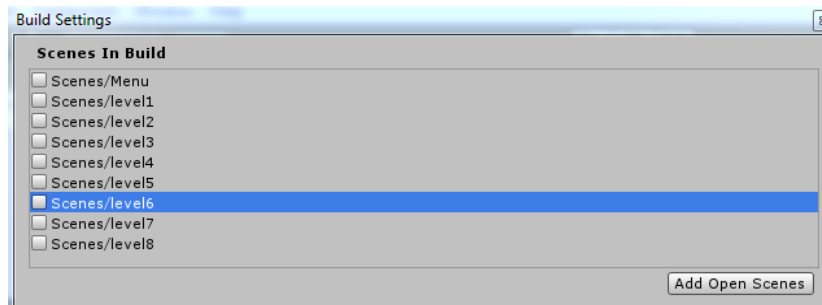 Build Settings
Scenes In Build
Scenes/Menu
Scenes/level1
Scenes/level2
Scenes/level3
Scenes/level4
Scenes/level5
Scenes/level6
Scenes/level7
Scenes/level8
Add Open Scenes